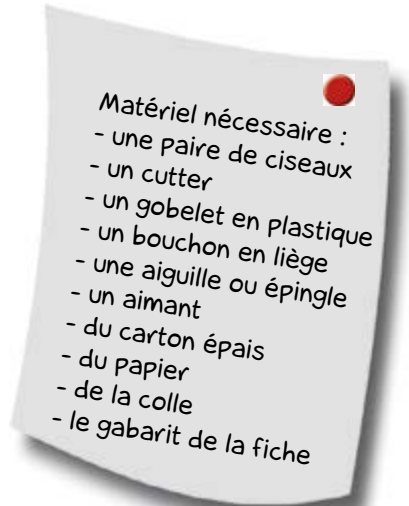 Matériel nécessaire :
- une paire de ciseaux
- un cutter
- un gobelet en plastique
- un bouchon en liège
- une aiguille ou épingle
- un aimant
- du carton épais
- du papier
- de la colle
- le gabarit de la fiche